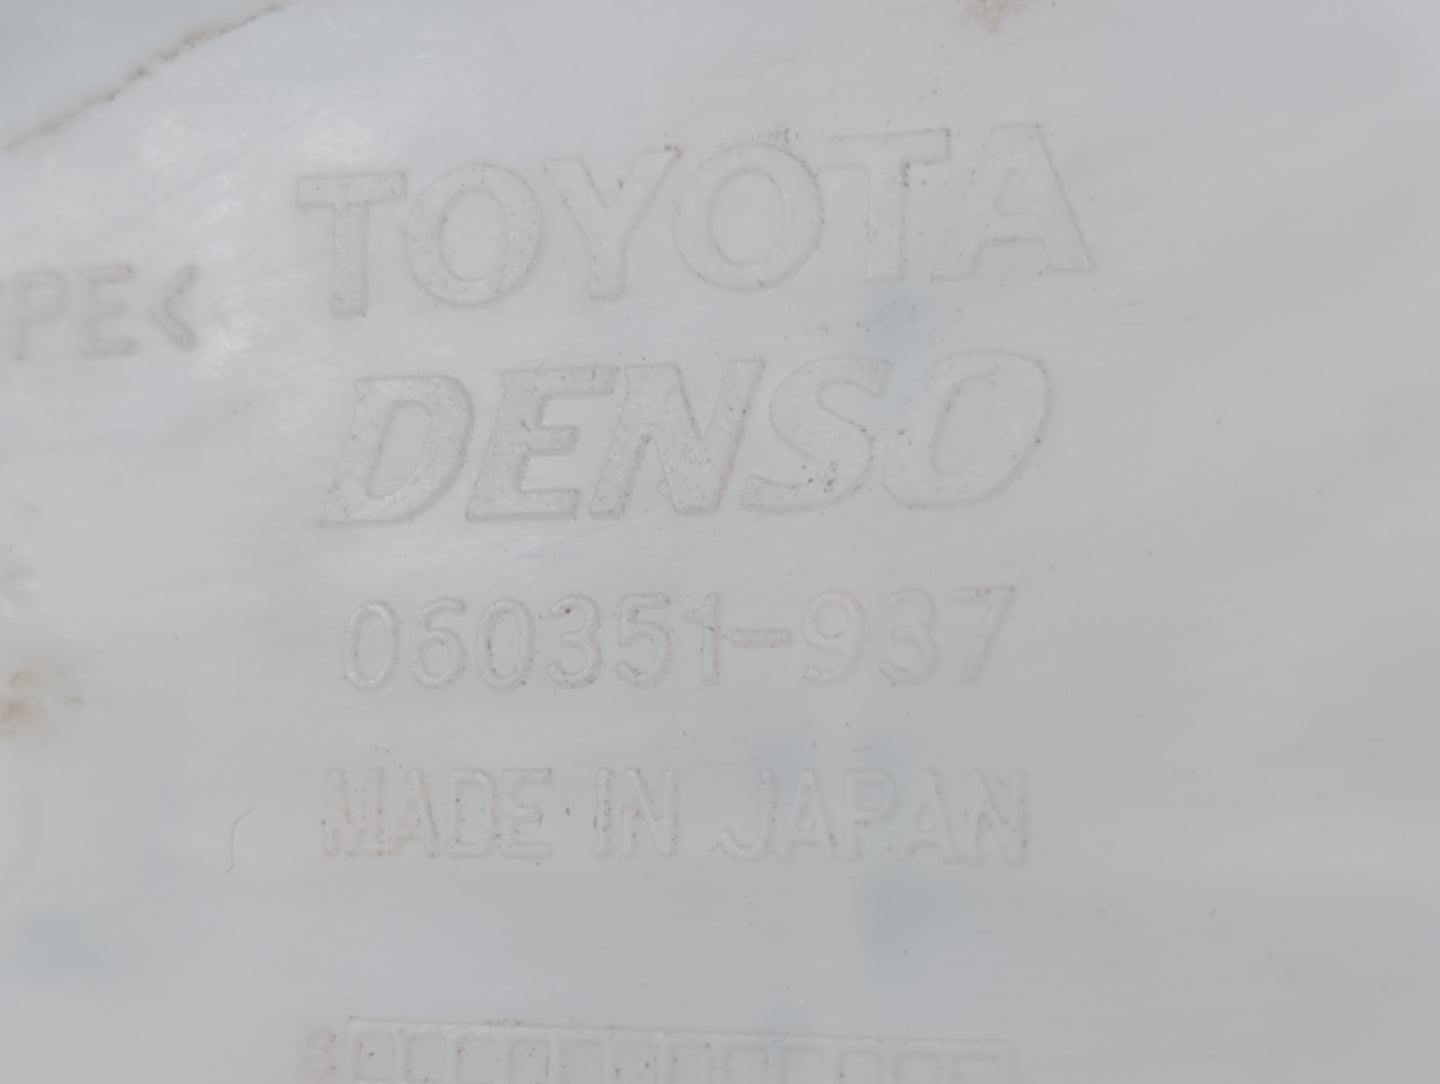 PE<
TOYOTA
DENSO
060351-937
MADE IN JAPAN